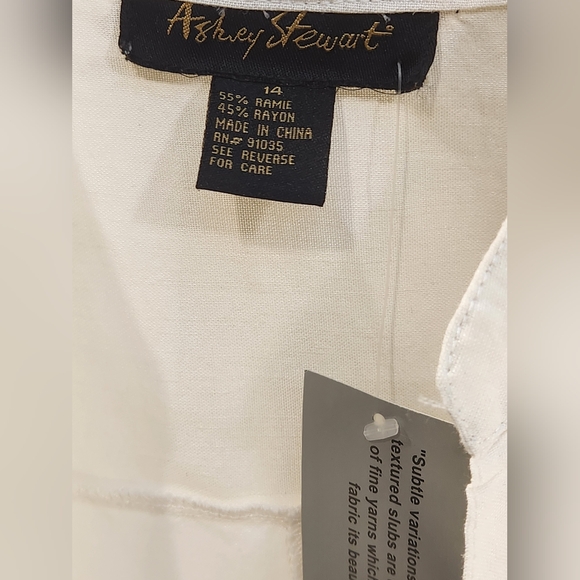 Ashley Stewart
14
55% RAMIE
45% RAYON
MADE IN CHINA
RN# 91035
SEE REVERSE
FOR CARE
"Subtle variations
textured slubs are
of fine yarns which
fabric its beau